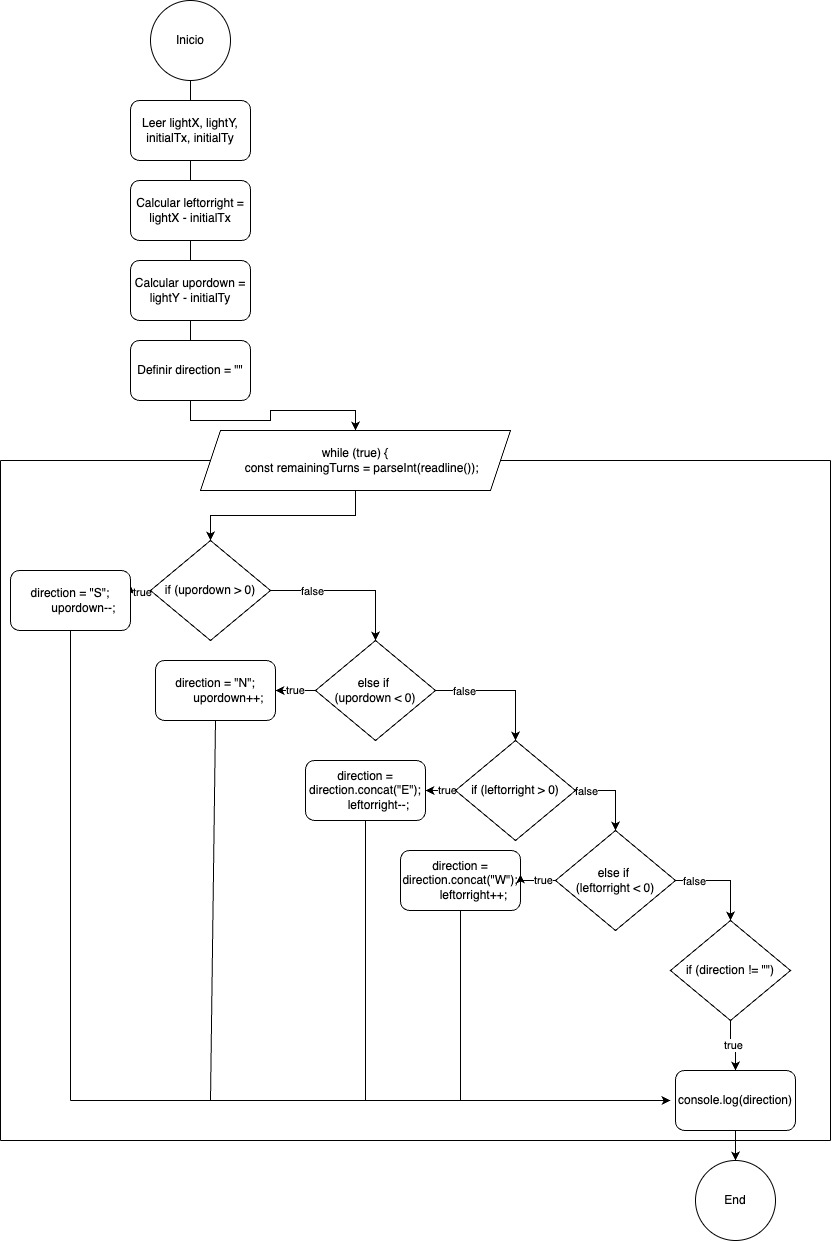 Inicio
Leer lightX, lightY,
initialTx, initialTy
Calcular leftorright =
lightX - initialTx
Calcular upordown =
lightY - initialTy
Definir direction = ""
while (true) {
const remainingTurns = parseInt(readline());
if (upordown > 0)
true
false
direction = "S";
upordown--;
else if
(upordown < 0)
true
false
direction = "N";
upordown++;
if (leftorright > 0)
true
false
direction =
direction.concat("E");
leftorright--;
else if
(leftorright < 0)
true
false
direction =
direction.concat("W");
leftorright++;
if (direction != "")
true
console.log(direction)
End